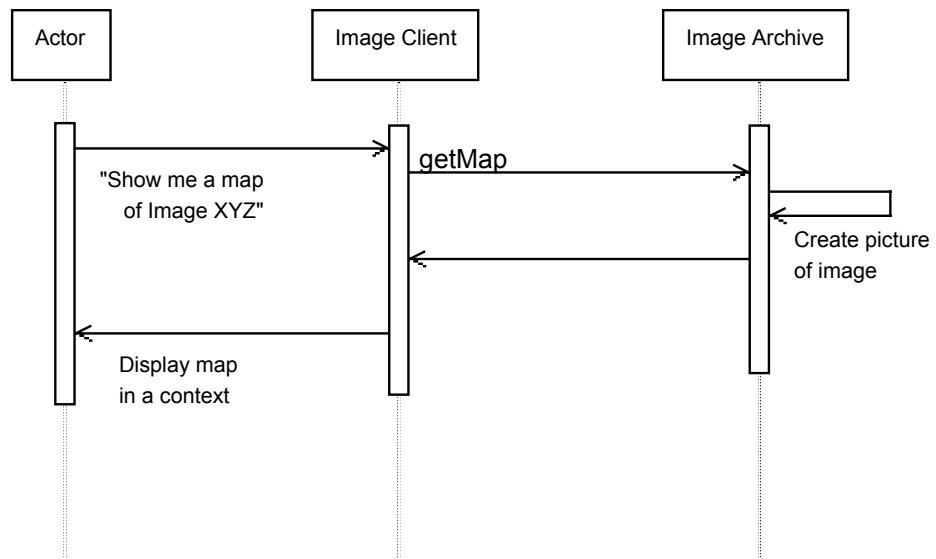 Actor
Image Client
Image Archive
getMap
"Show me a map
of Image XYZ"
Create picture
of image
Display map
in a context